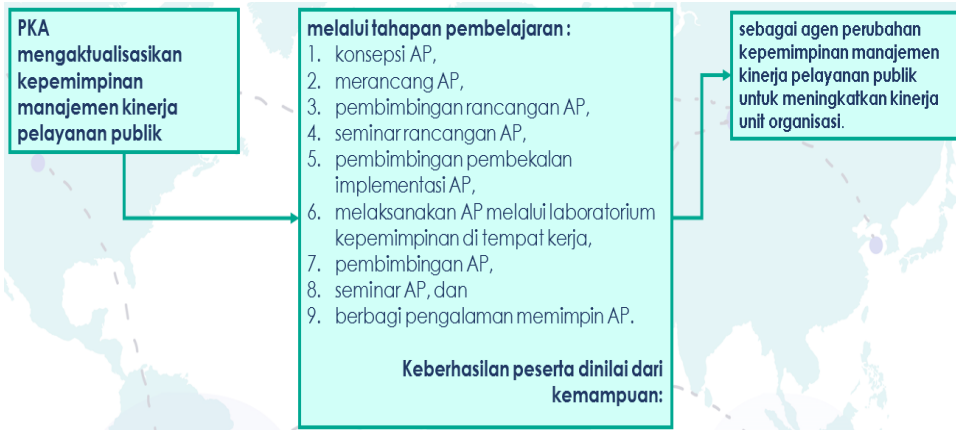 PKA
mengaktualisasikan
kepemimpinan
manajemen kinerja
pelayanan publik
melalui tahapan pembelajaran :
1. konsepsi AP,
2. merancang AP,
3. pembimbingan rancangan AP,
4. seminar rancangan AP,
5. pembimbingan pembekalan
implementasi AP,
6. melaksanakan AP melalui laboratorium
kepemimpinan di tempat kerja,
7. pembimbingan AP,
8. seminar AP, dan
9. berbagi pengalaman memimpin AP.
Keberhasilan peserta dinilai dari
kemampuan:
sebagai agen perubahan
kepemimpinan manajemen
kinerja pelayanan publik
untuk meningkatkan kinerja
unit organisasi.